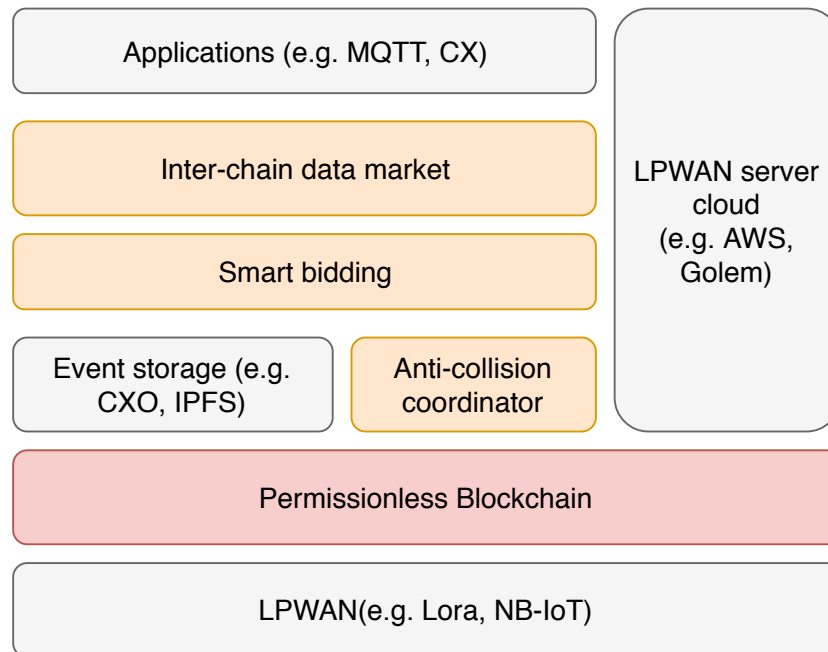 Applications (e.g. MQTT, CX)
Inter-chain data market
LPWAN server
cloud
(e.g. AWS,
Golem)
Smart bidding
Event storage (e.g.
CXO, IPFS)
Anti-collision
coordinator
Permissionless Blockchain
LPWAN(e.g. Lora, NB-IoT)